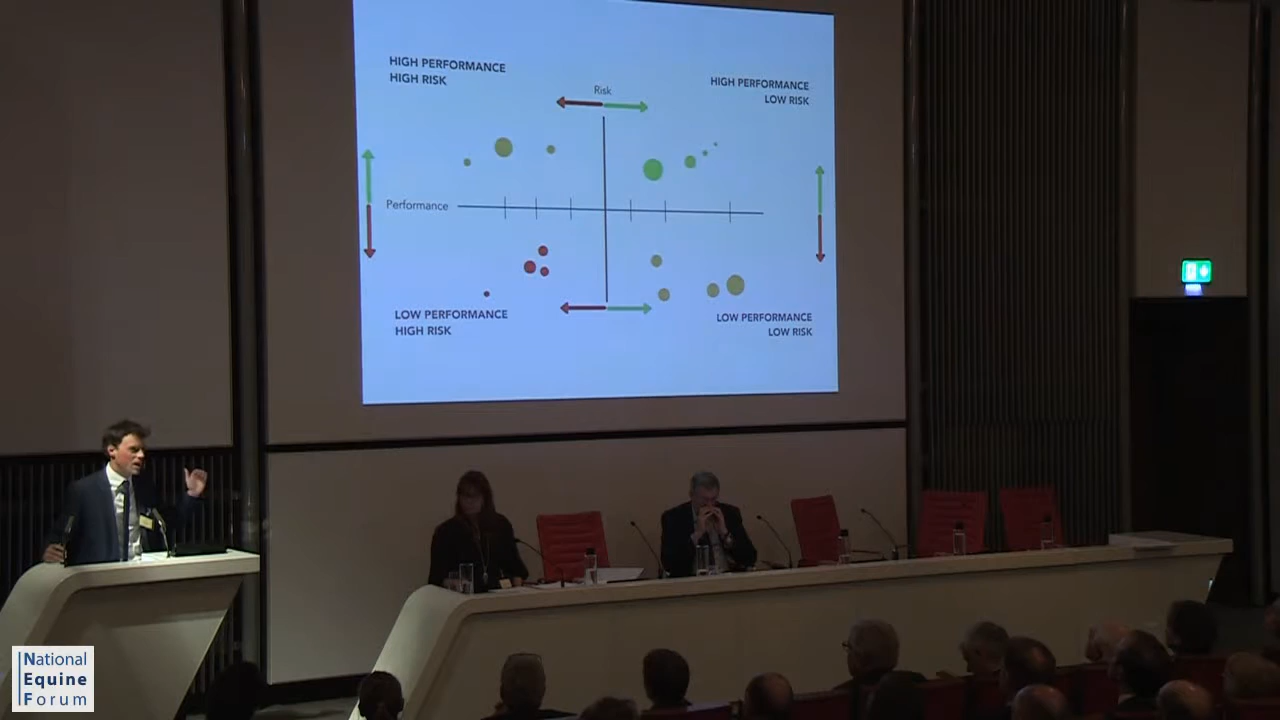 HIGH PERFORMANCE
HIGH RISK
Risk
HIGH PERFORMANCE
LOW RISK
Performance
LOW PERFORMANCE
HIGH RISK
LOW PERFORMANCE
LOW RISK
National
Equine
Forum